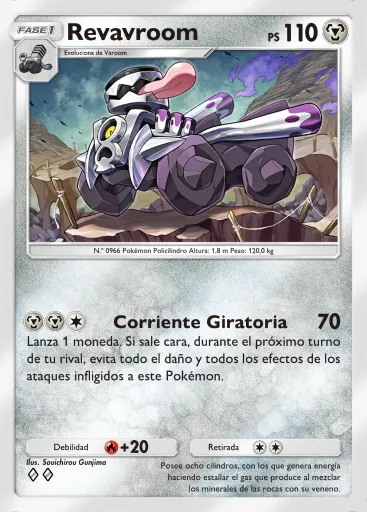 FASE 1 Revavroom PS 110
Evoluciona de Varoom
N.º 0966 Pokémon Policilindro Altura: 1,8 m Peso: 120,0 kg
Corriente Giratoria 70
Lanza 1 moneda. Si sale cara, durante el próximo turno
de tu rival, evita todo el daño y todos los efectos de los
ataques infligidos a este Pokémon.
Debilidad +20 Retirada
Ilus. Souichirou Gunjima
Posee ocho cilindros, con los que genera energía
haciendo estallar el gas que produce al mezclar
los minerales de las rocas con su veneno.